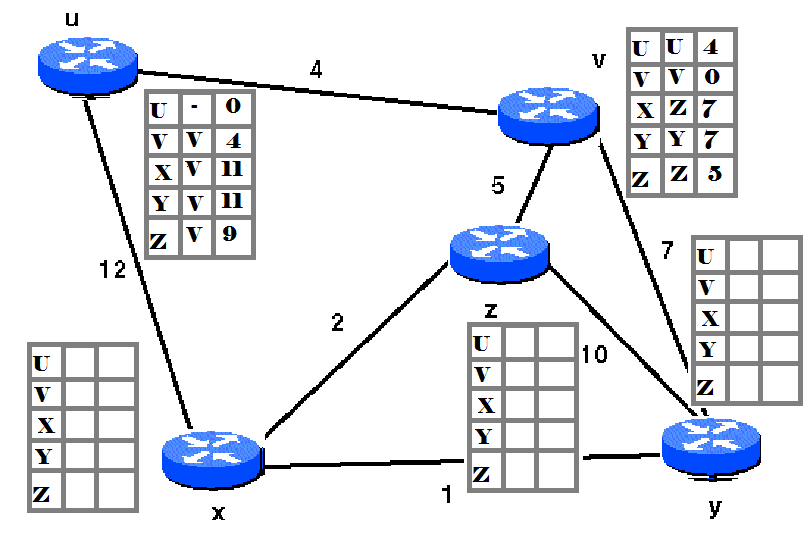 u
4
v
U U 4
V V 0
X Z 7
Y Y 7
Z Z 5
U - 0
V V 4
X V 11
Y V 11
Z V 9
5
12
7
z
2
10
U
V
X
Y
Z
U
V
X
Y
Z
U
V
X
Y
Z
1
x
y